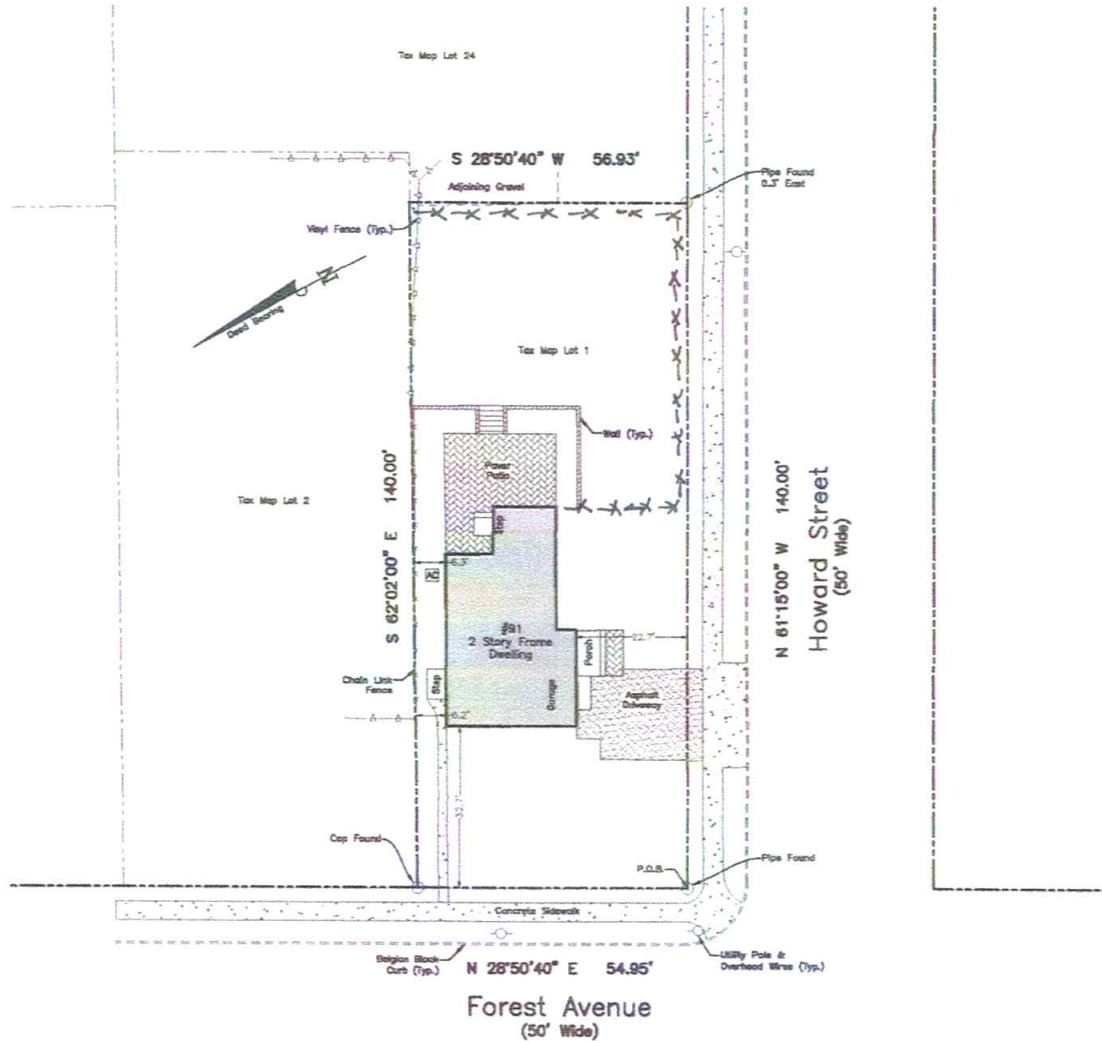 Tax Map Lot 24
S 28°50'40" W 56.93'
Adjoining Gravel
Pipe Found
0.3' East
Vinyl Fence (Typ.)
N
Deed Bearing
Tax Map Lot 1
Wall (Typ.)
Paver
Patio
Tax Map Lot 2
S 62°02'00" E 140.00'
N 61°15'00" W 140.00'
Howard Street
(50' Wide)
Step
6.3'
AC
#91
2 Story Frame
Dwelling
22.7'
Porch
Chain Link
Fence
Step
Garage
Asphalt
Driveway
6.2'
32.7'
Cap Found
P.O.B.
Pipe Found
Concrete Sidewalk
Belgian Block
Curb (Typ.)
N 28°50'40" E 54.95'
Utility Pole &
Overhead Wires (Typ.)
Forest Avenue
(50' Wide)